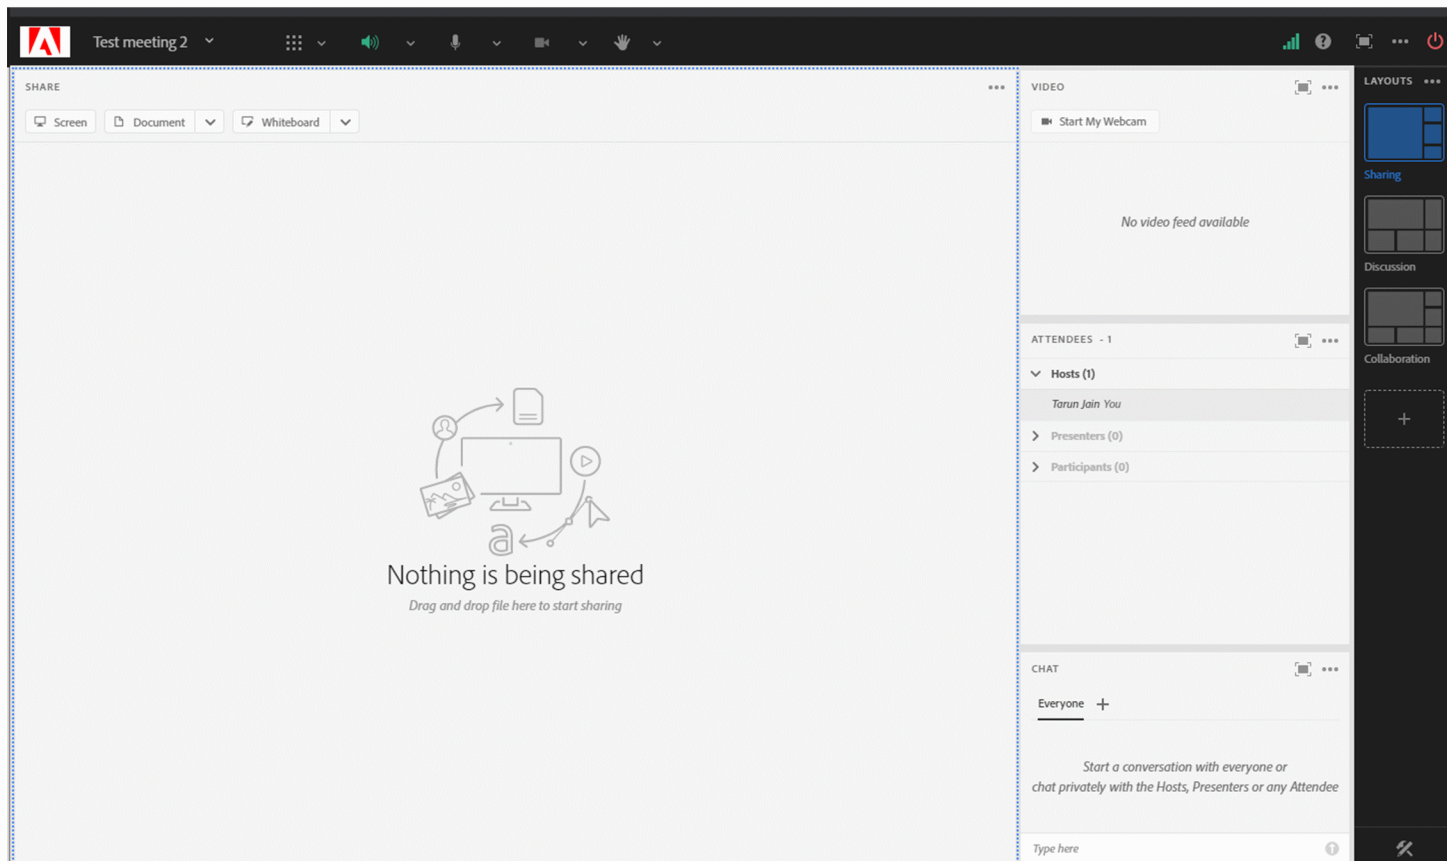 Test meeting 2
SHARE
Screen
Document
Whiteboard
Nothing is being shared
Drag and drop file here to start sharing
VIDEO
Start My Webcam
No video feed available
ATTENDEES - 1
Hosts (1)
Tarun Jain You
Presenters (0)
Participants (0)
CHAT
Everyone
Start a conversation with everyone or
chat privately with the Hosts, Presenters or any Attendee
Type here
LAYOUTS
Sharing
Discussion
Collaboration